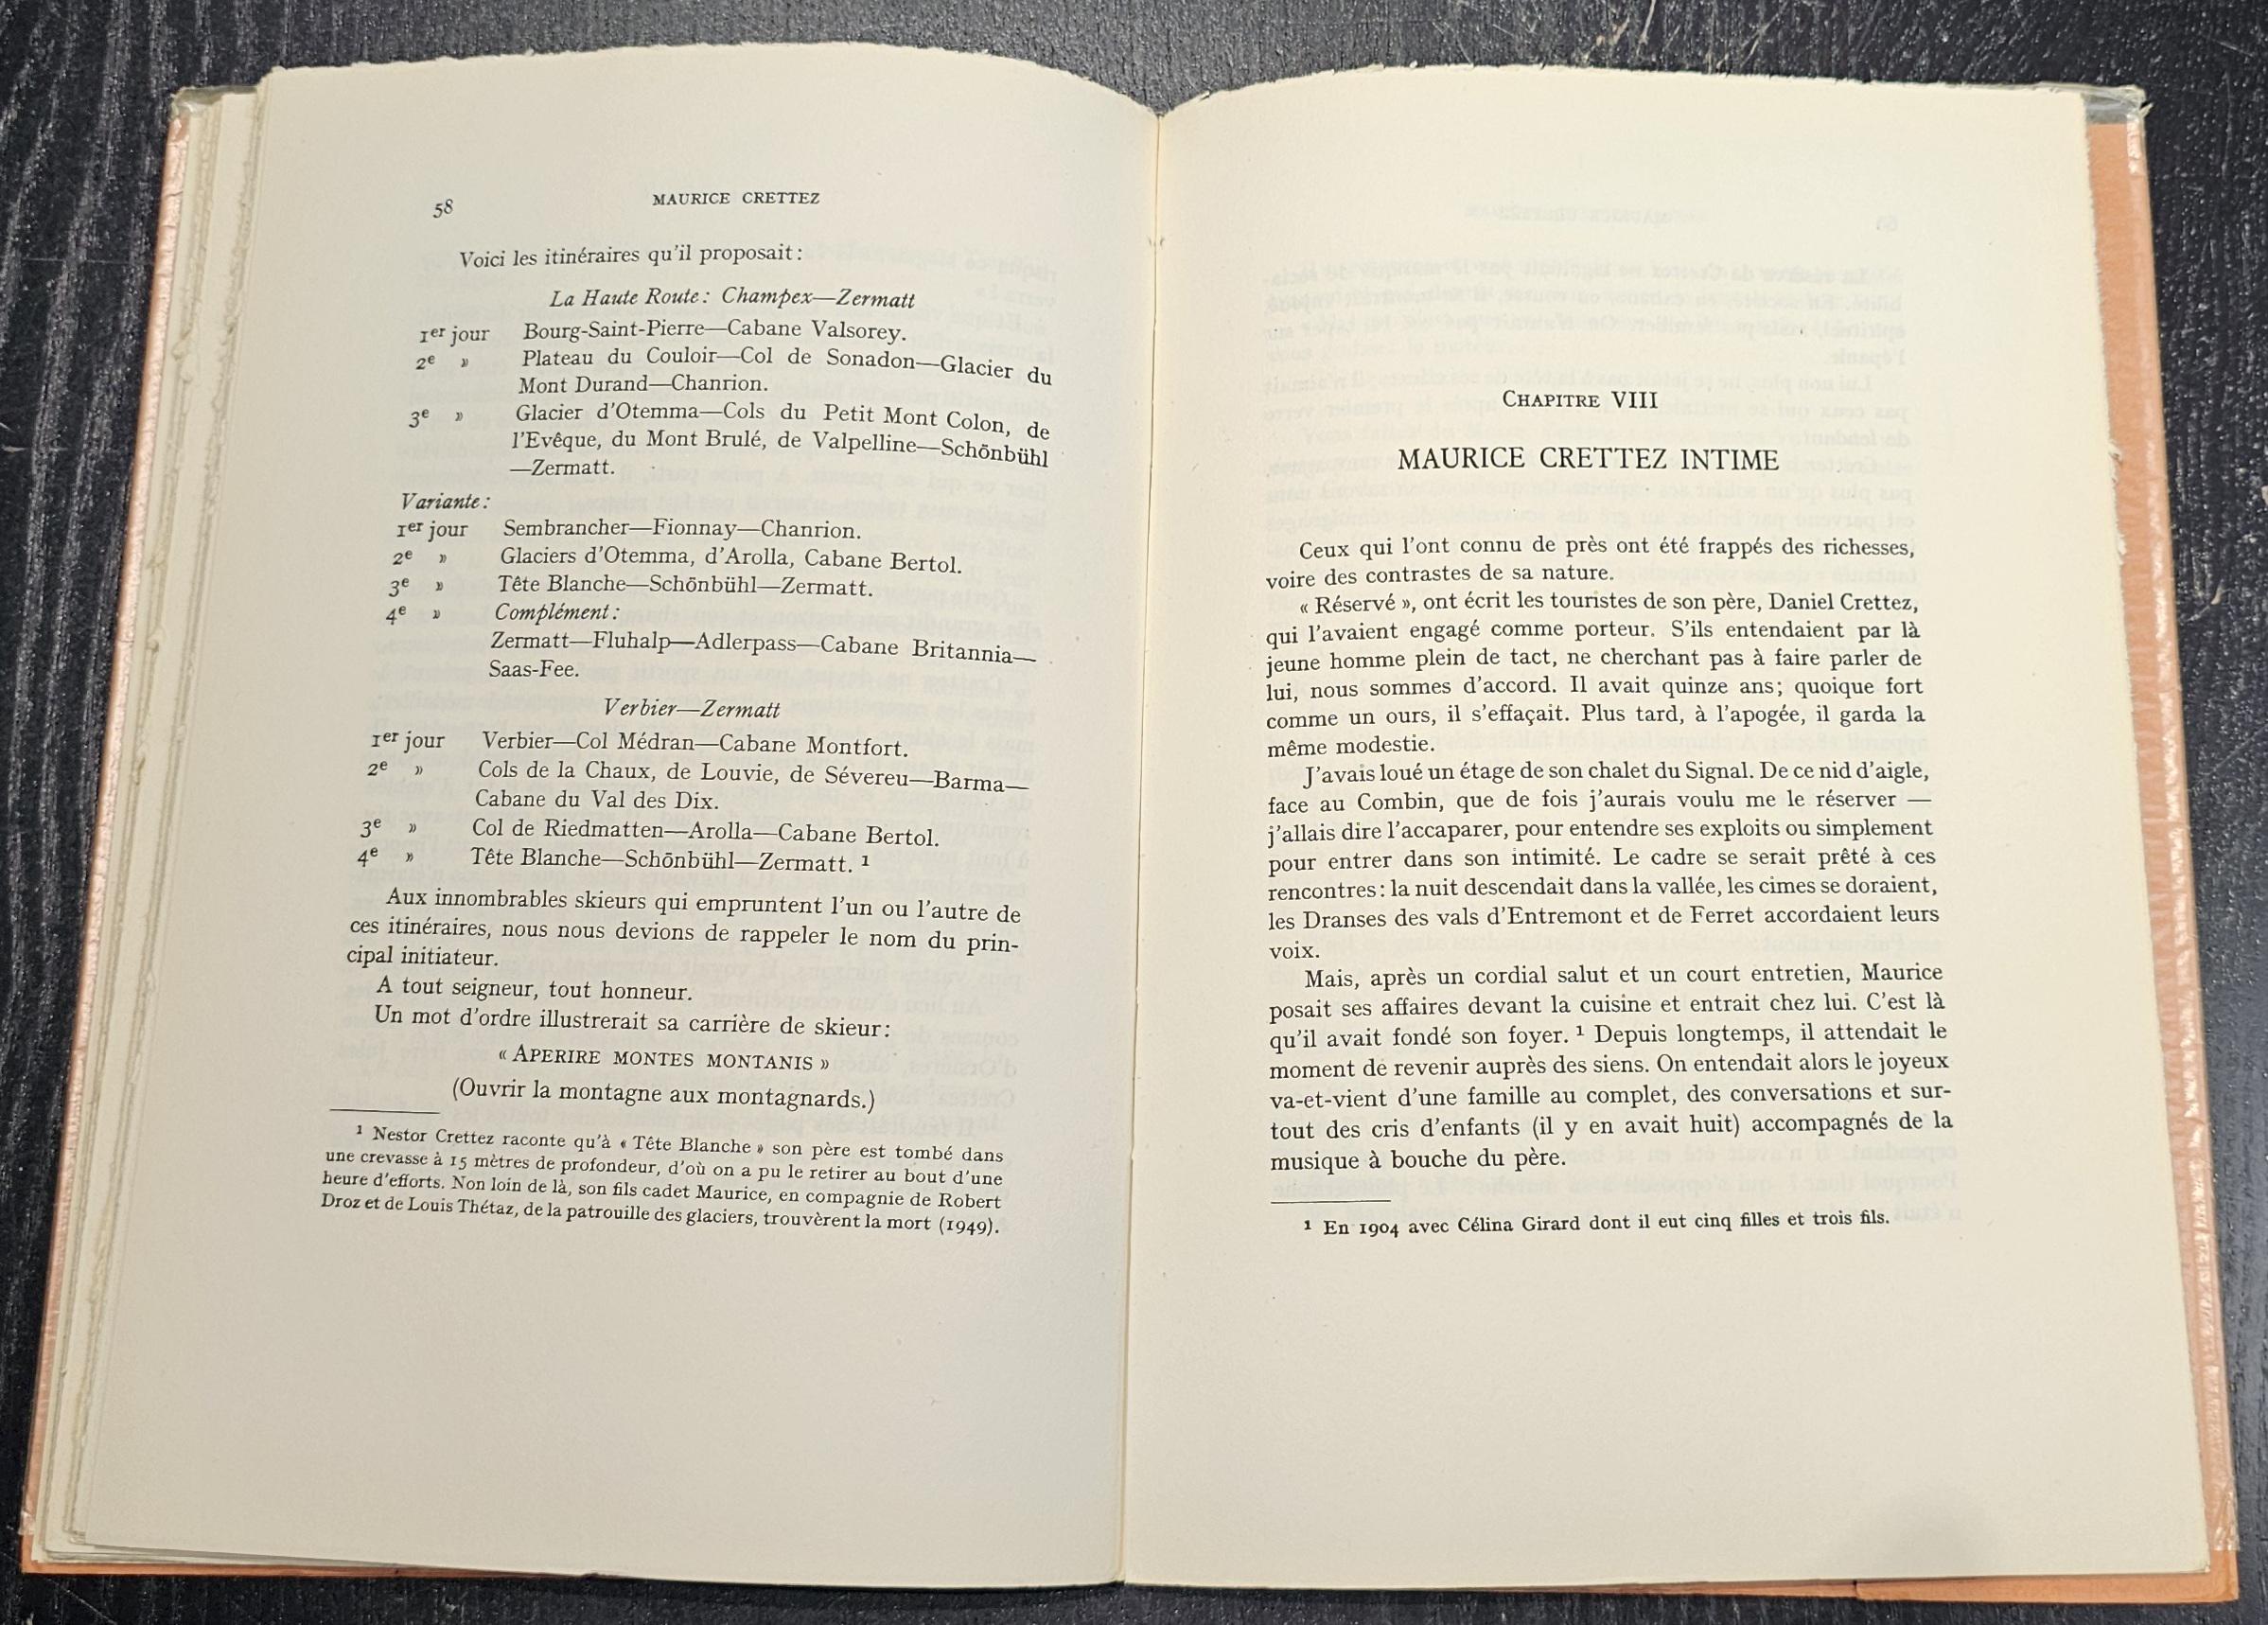 58
MAURICE CRETTEZ
Voici les itinéraires qu'il proposait :
La Haute Route : Champex—Zermatt
1er jour Bourg-Saint-Pierre—Cabane Valsorey.
2e » Plateau du Couloir—Col de Sonadon—Glacier du
Mont Durand—Chanrion.
3e » Glacier d'Otemma—Cols du Petit Mont Colon, de
l'Evêque, du Mont Brulé, de Valpelline—Schönbühl
—Zermatt.
Variante :
1er jour Sembrancher—Fionnay—Chanrion.
2e » Glaciers d'Otemma, d'Arolla, Cabane Bertol.
3e » Tête Blanche—Schönbühl—Zermatt.
4e » Complément :
Zermatt—Fluhalp—Adlerpass—Cabane Britannia—
Saas-Fee.
Verbier—Zermatt
1er jour Verbier—Col Médran—Cabane Montfort.
2e » Cols de la Chaux, de Louvie, de Sévereu—Barma—
Cabane du Val des Dix.
3e » Col de Riedmatten—Arolla—Cabane Bertol.
4e » Tête Blanche—Schönbühl—Zermatt. ¹
Aux innombrables skieurs qui empruntent l'un ou l'autre de
ces itinéraires, nous nous devions de rappeler le nom du prin-
cipal initiateur.
A tout seigneur, tout honneur.
Un mot d'ordre illustrerait sa carrière de skieur :
« APERIRE MONTES MONTANIS »
(Ouvrir la montagne aux montagnards.)
¹ Nestor Crettez raconte qu'à « Tête Blanche » son père est tombé dans
une crevasse à 15 mètres de profondeur, d'où on a pu le retirer au bout d'une
heure d'efforts. Non loin de là, son fils cadet Maurice, en compagnie de Robert
Droz et de Louis Thétaz, de la patrouille des glaciers, trouvèrent la mort (1949).
CHAPITRE VIII
MAURICE CRETTEZ INTIME
Ceux qui l'ont connu de près ont été frappés des richesses,
voire des contrastes de sa nature.
« Réservé », ont écrit les touristes de son père, Daniel Crettez,
qui l'avaient engagé comme porteur. S'ils entendaient par là
jeune homme plein de tact, ne cherchant pas à faire parler de
lui, nous sommes d'accord. Il avait quinze ans; quoique fort
comme un ours, il s'effaçait. Plus tard, à l'apogée, il garda la
même modestie.
J'avais loué un étage de son chalet du Signal. De ce nid d'aigle,
face au Combin, que de fois j'aurais voulu me le réserver —
j'allais dire l'accaparer, pour entendre ses exploits ou simplement
pour entrer dans son intimité. Le cadre se serait prêté à ces
rencontres : la nuit descendait dans la vallée, les cimes se doraient,
les Dranses des vals d'Entremont et de Ferret accordaient leurs
voix.
Mais, après un cordial salut et un court entretien, Maurice
posait ses affaires devant la cuisine et entrait chez lui. C'est là
qu'il avait fondé son foyer. ¹ Depuis longtemps, il attendait le
moment de revenir auprès des siens. On entendait alors le joyeux
va-et-vient d'une famille au complet, des conversations et sur-
tout des cris d'enfants (il y en avait huit) accompagnés de la
musique à bouche du père.
¹ En 1904 avec Célina Girard dont il eut cinq filles et trois fils.